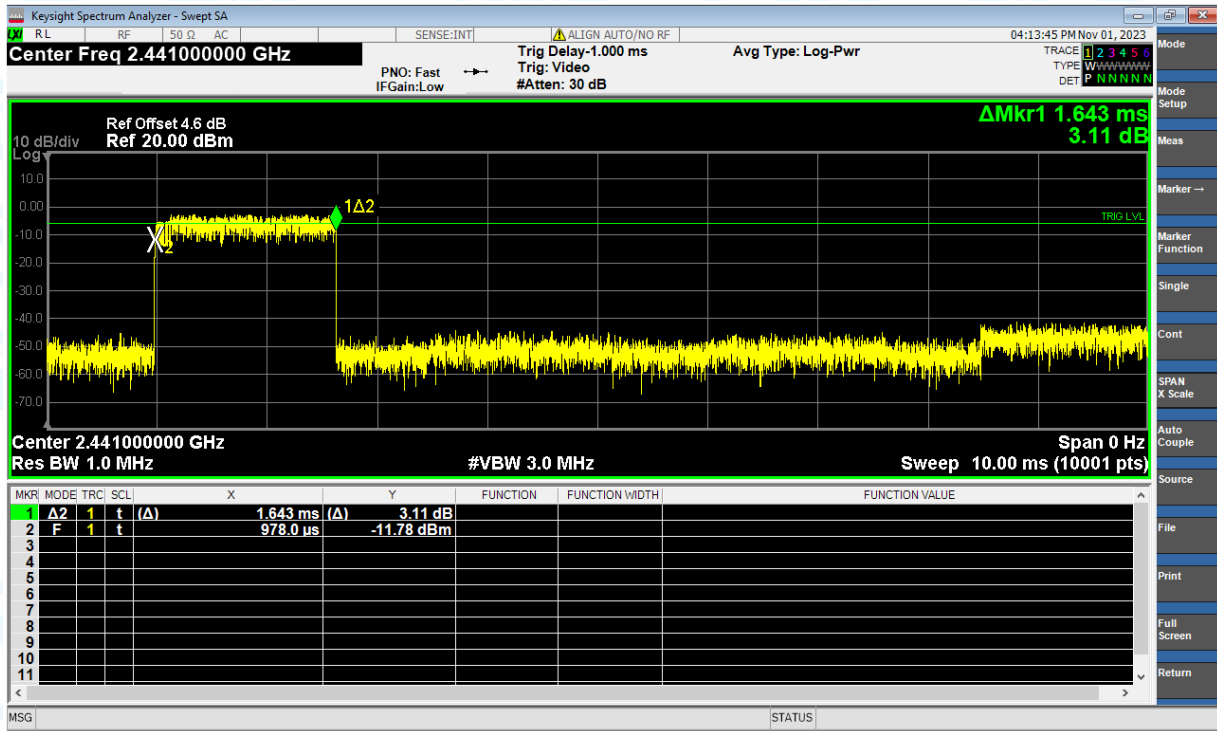 Keysight Spectrum Analyzer - Swept SA
LXI RL RF 50 Ω AC SENSE:INT ALIGN AUTO/NO RF 04:13:45 PM Nov 01, 2023
Center Freq 2.441000000 GHz
Trig Delay-1.000 ms Avg Type: Log-Pwr TRACE 1 2 3 4 5 6
PNO: Fast Trig: Video TYPE WWWWWW
IFGain:Low #Atten: 30 dB DET P N N N N N
ΔMkr1 1.643 ms
3.11 dB
Ref Offset 4.6 dB
10 dB/div Ref 20.00 dBm
Log
10.0
0.00
-10.0
-20.0
-30.0
-40.0
-50.0
-60.0
-70.0
1Δ2
2
TRIG LVL
Center 2.441000000 GHz Span 0 Hz
Res BW 1.0 MHz #VBW 3.0 MHz Sweep 10.00 ms (10001 pts)
MKR MODE TRC SCL X Y FUNCTION FUNCTION WIDTH FUNCTION VALUE
1 Δ2 1 t (Δ) 1.643 ms (Δ) 3.11 dB
2 F 1 t 978.0 µs -11.78 dBm
3
4
5
6
7
8
9
10
11
MSG STATUS
Mode
Mode
Setup
Meas
Marker →
Marker
Function
Single
Cont
SPAN
X Scale
Auto
Couple
Source
File
Print
Full
Screen
Return